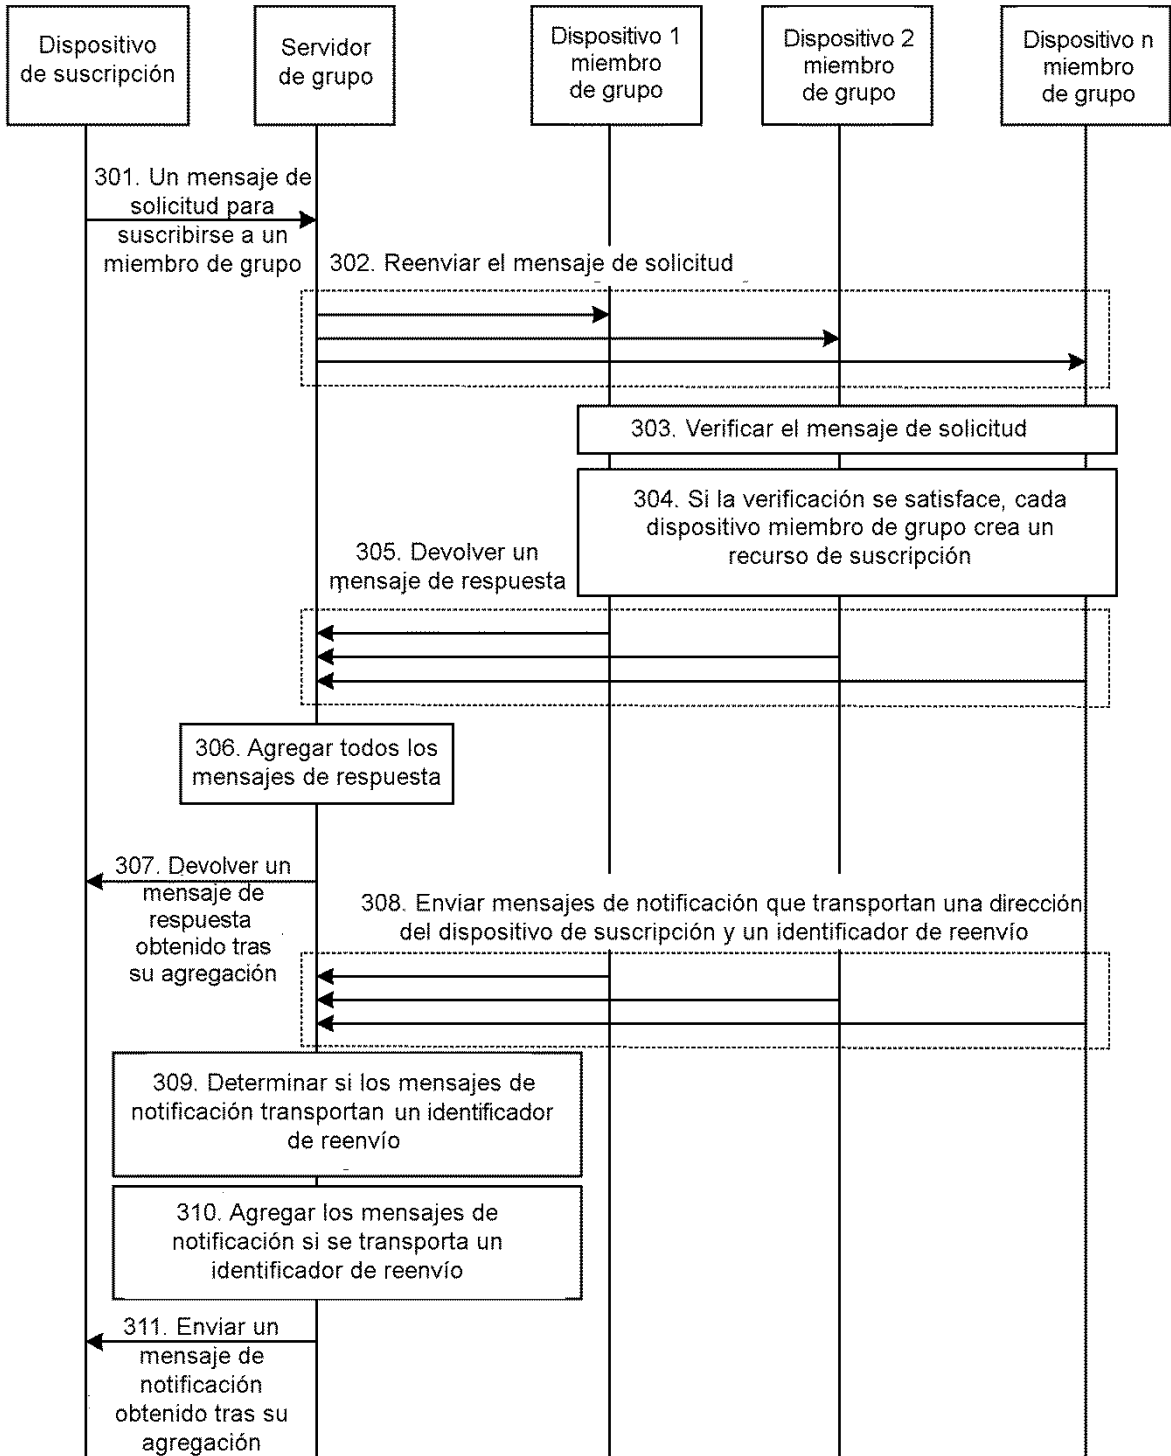 Dispositivo
de suscripción
Servidor
de grupo
Dispositivo 1
miembro
de grupo
Dispositivo 2
miembro
de grupo
Dispositivo n
miembro
de grupo
301. Un mensaje de
solicitud para
suscribirse a un
miembro de grupo
302. Reenviar el mensaje de solicitud
303. Verificar el mensaje de solicitud
304. Si la verificación se satisface, cada
dispositivo miembro de grupo crea un
recurso de suscripción
305. Devolver un
mensaje de respuesta
306. Agregar todos los
mensajes de respuesta
307. Devolver un
mensaje de
respuesta
obtenido tras
su agregación
308. Enviar mensajes de notificación que transportan una dirección
del dispositivo de suscripción y un identificador de reenvío
309. Determinar si los mensajes de
notificación transportan un identificador
de reenvío
310. Agregar los mensajes de
notificación si se transporta un
identificador de reenvío
311. Enviar un
mensaje de
notificación
obtenido tras su
agregación